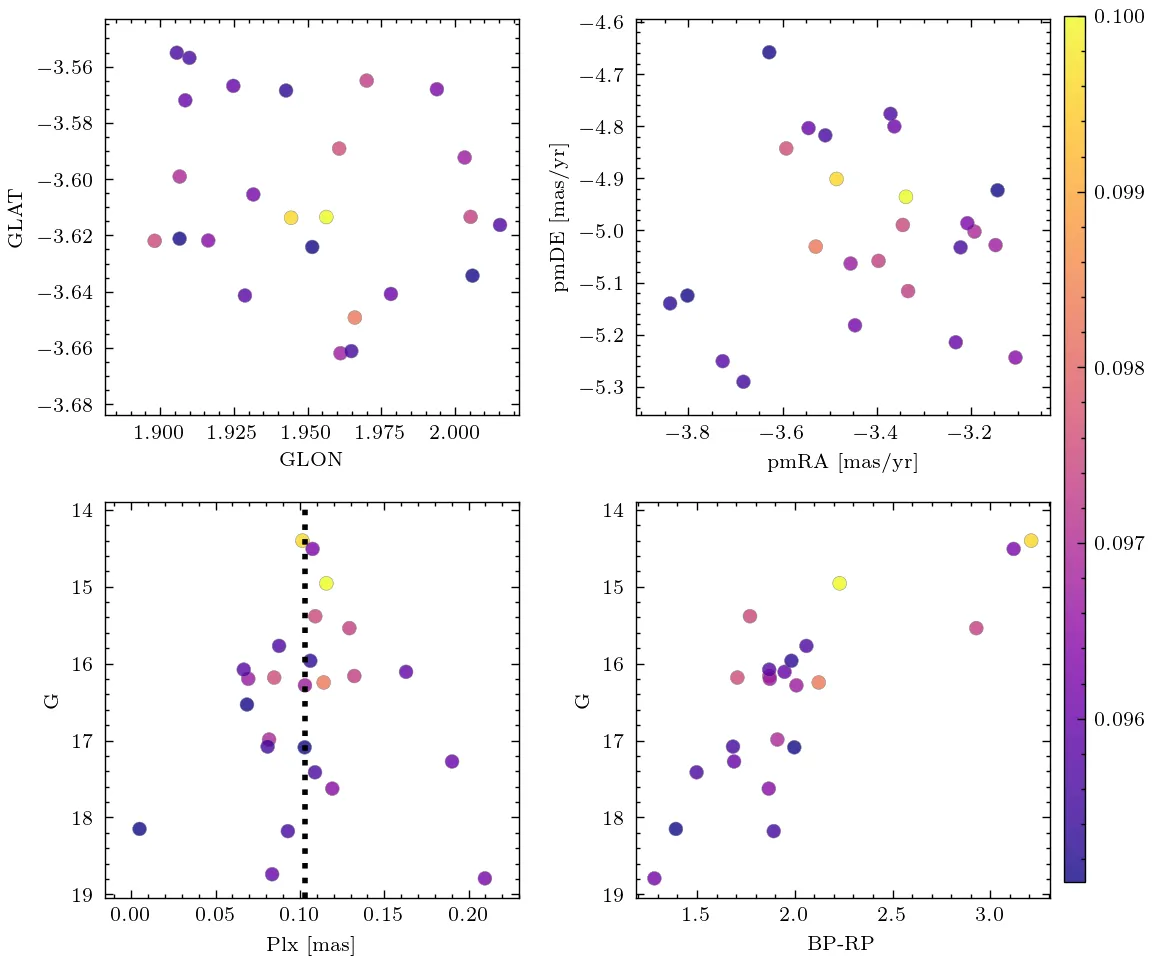 −3.56
−3.58
−3.60
−3.62
−3.64
−3.66
−3.68
GLAT
1.900 1.925 1.950 1.975 2.000
GLON
−4.6
−4.7
−4.8
−4.9
−5.0
−5.1
−5.2
−5.3
pmDE [mas/yr]
−3.8 −3.6 −3.4 −3.2
pmRA [mas/yr]
14
15
16
17
18
19
G
0.00 0.05 0.10 0.15 0.20
Plx [mas]
14
15
16
17
18
19
G
1.5 2.0 2.5 3.0
BP-RP
0.100
0.099
0.098
0.097
0.096